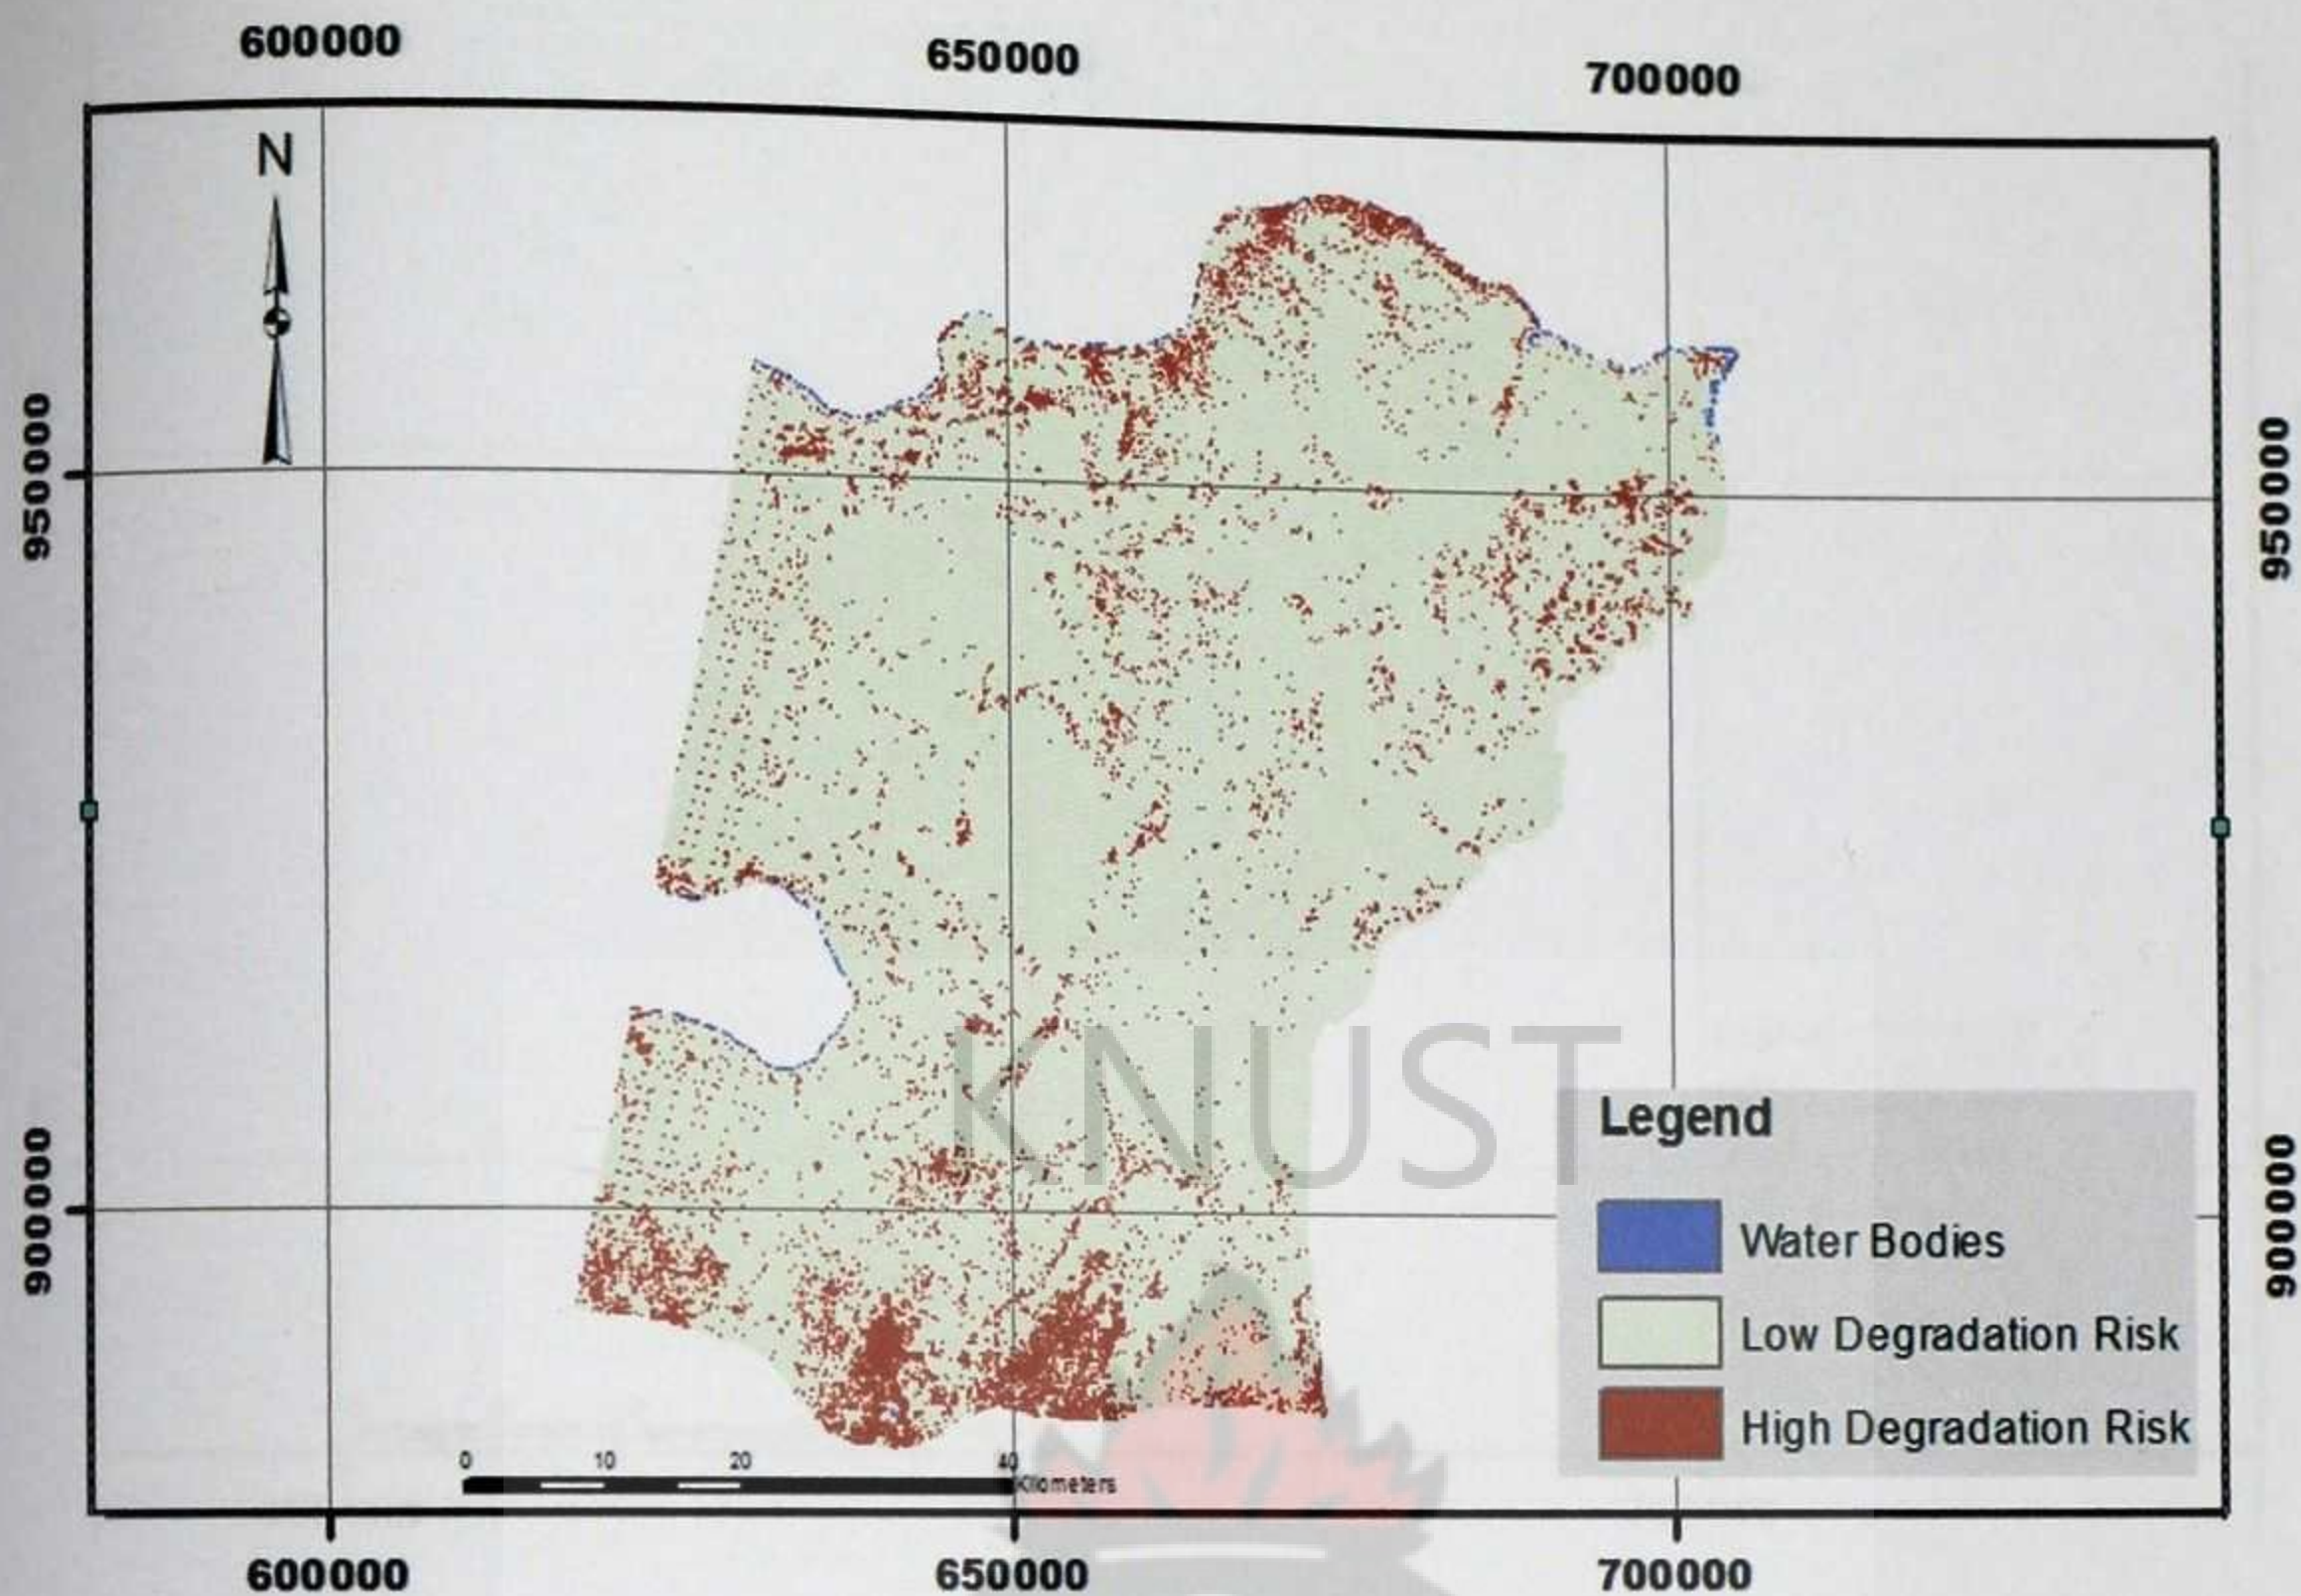 600000 650000 700000
N
950000 950000
KNUST
Legend
900000 900000
Water Bodies
Low Degradation Risk
High Degradation Risk
0 10 20 40
Kilometers
600000 650000 700000